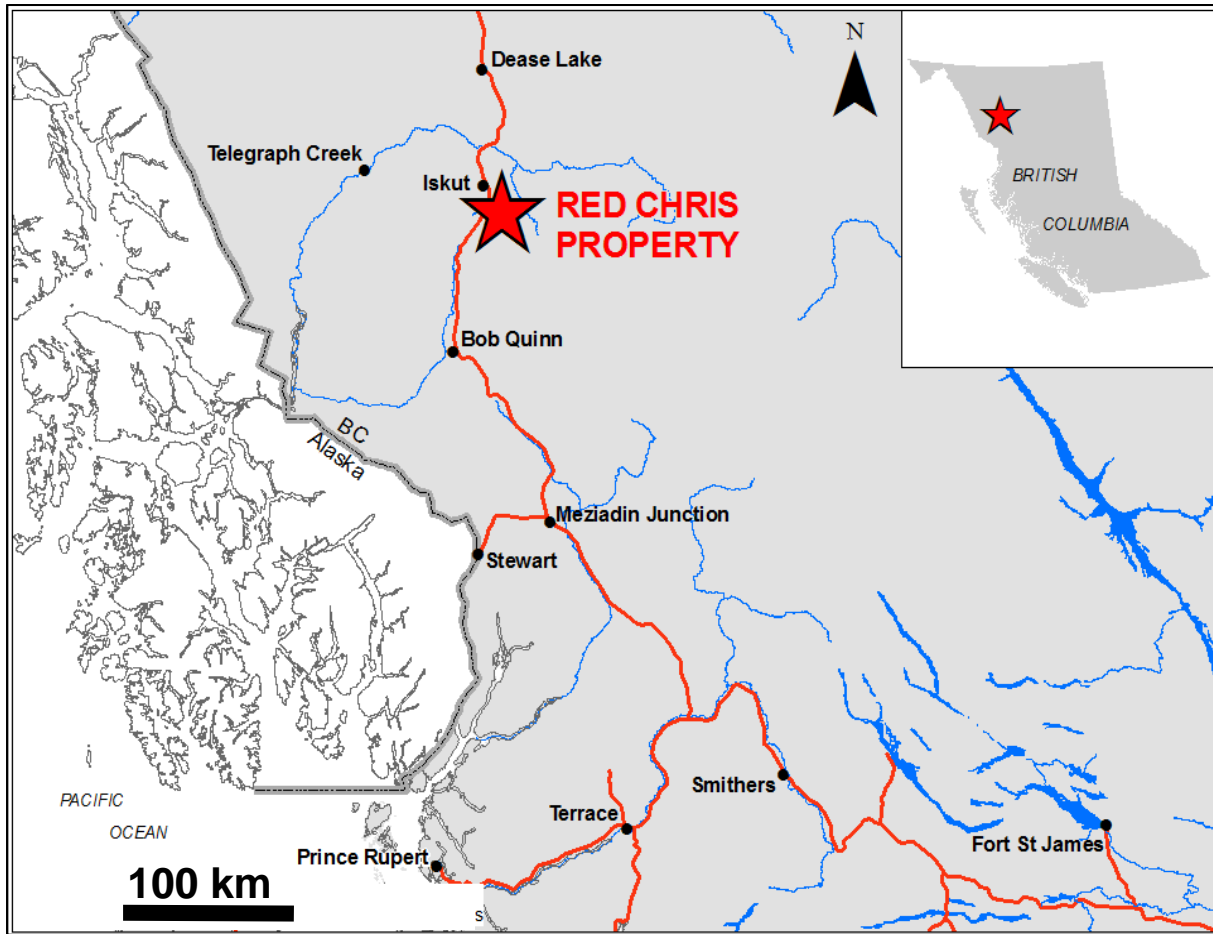 N
Dease Lake
Telegraph Creek
Iskut
RED CHRIS
PROPERTY
BRITISH
COLUMBIA
Bob Quinn
BC
Alaska
Meziadin Junction
Stewart
Smithers
PACIFIC
OCEAN
Terrace
Fort St James
Prince Rupert
100 km
s